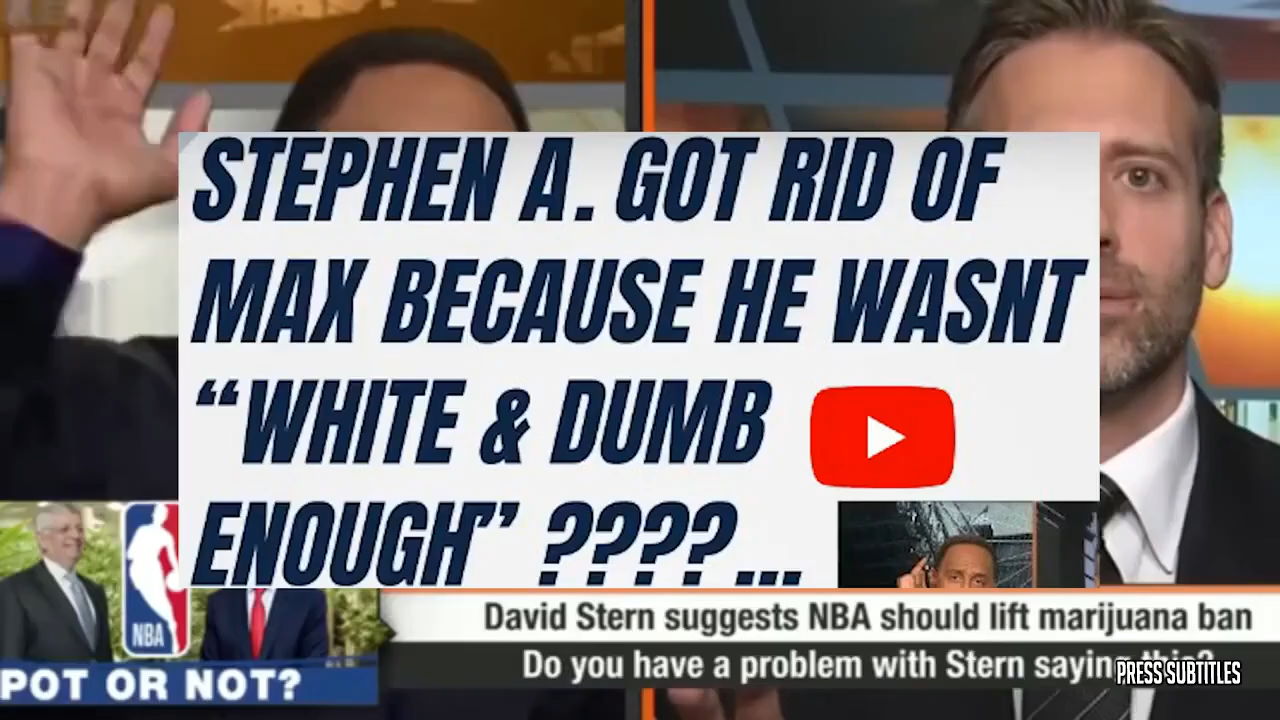 STEPHEN A. GOT RID OF
MAX BECAUSE HE WASNT
“WHITE & DUMB
ENOUGH” ????...
NBA
POT OR NOT?
David Stern suggests NBA should lift marijuana ban
Do you have a problem with Stern saying this?
PRESS SUBTITLES